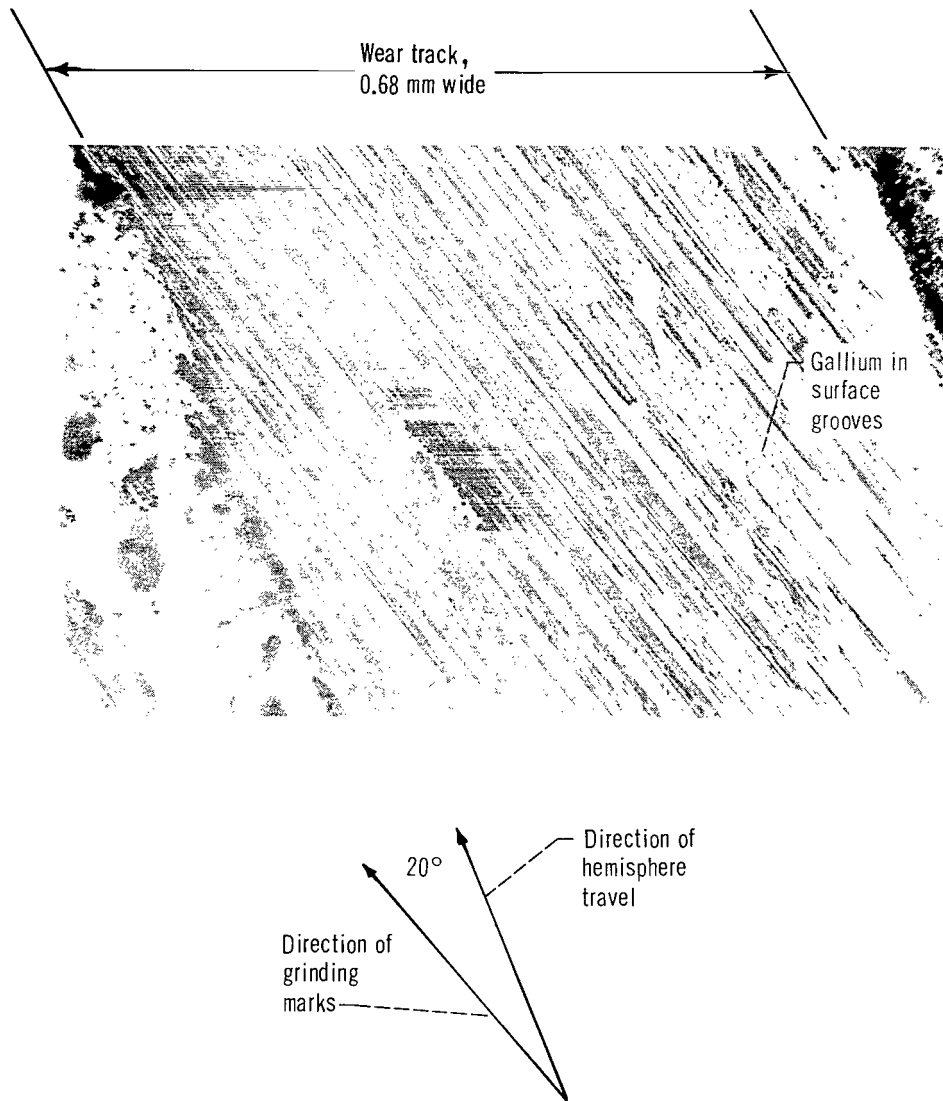 Wear track,
0.68 mm wide
Gallium in
surface
grooves
20°
Direction of
hemisphere
travel
Direction of
grinding
marks